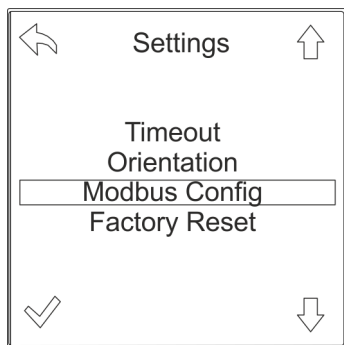 Settings
Timeout
Orientation
Modbus Config
Factory Reset